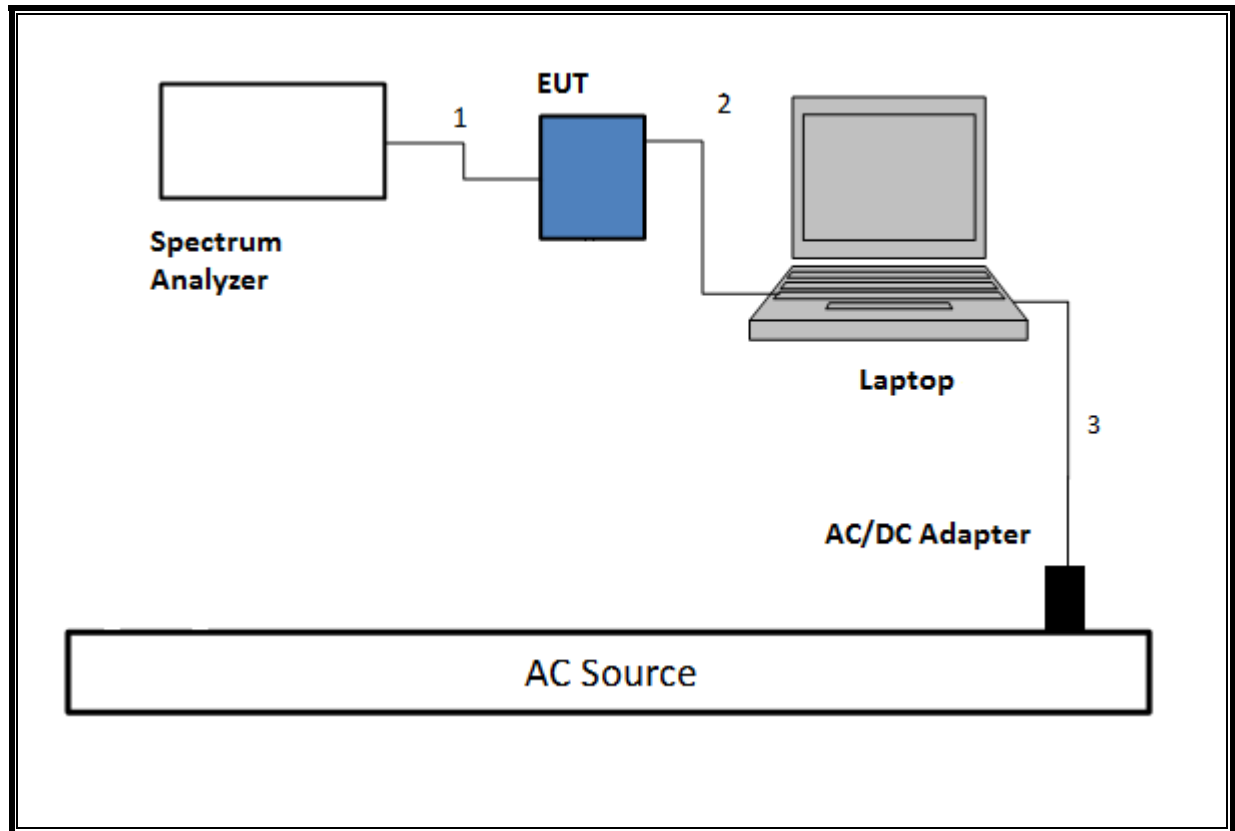 EUT
1
2
Spectrum
Analyzer
Laptop
3
AC/DC Adapter
AC Source